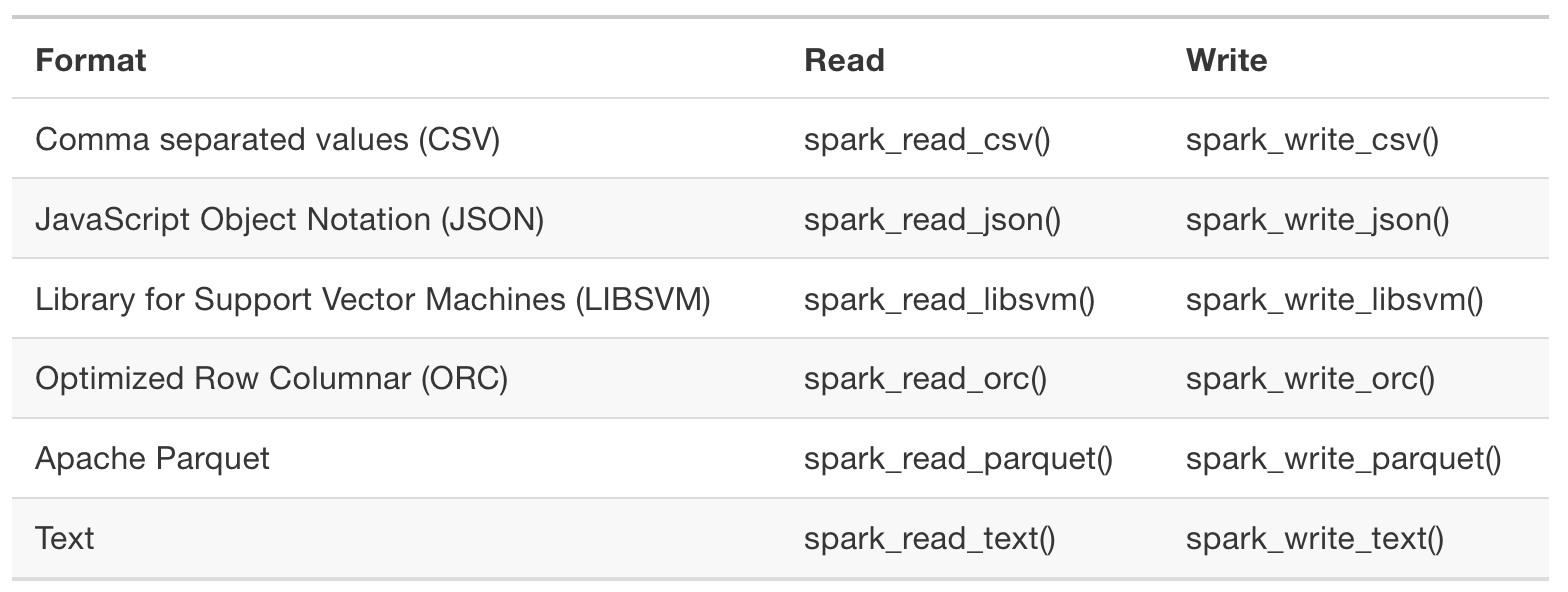 Format Read Write
Comma separated values (CSV) spark_read_csv() spark_write_csv()
JavaScript Object Notation (JSON) spark_read_json() spark_write_json()
Library for Support Vector Machines (LIBSVM) spark_read_libsvm() spark_write_libsvm()
Optimized Row Columnar (ORC) spark_read_orc() spark_write_orc()
Apache Parquet spark_read_parquet() spark_write_parquet()
Text spark_read_text() spark_write_text()